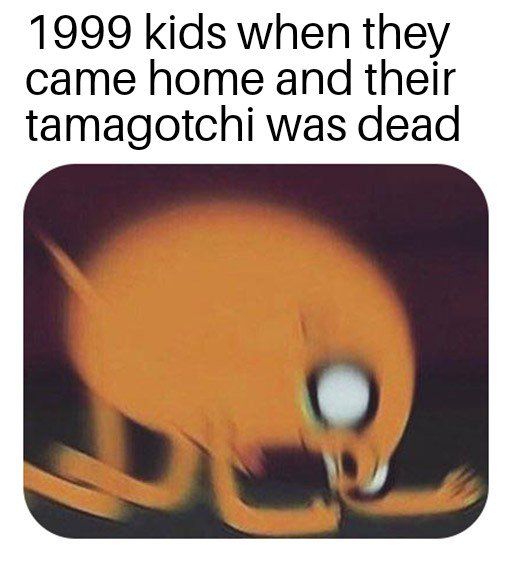 1999 kids when they
came home and their
tamagotchi was dead